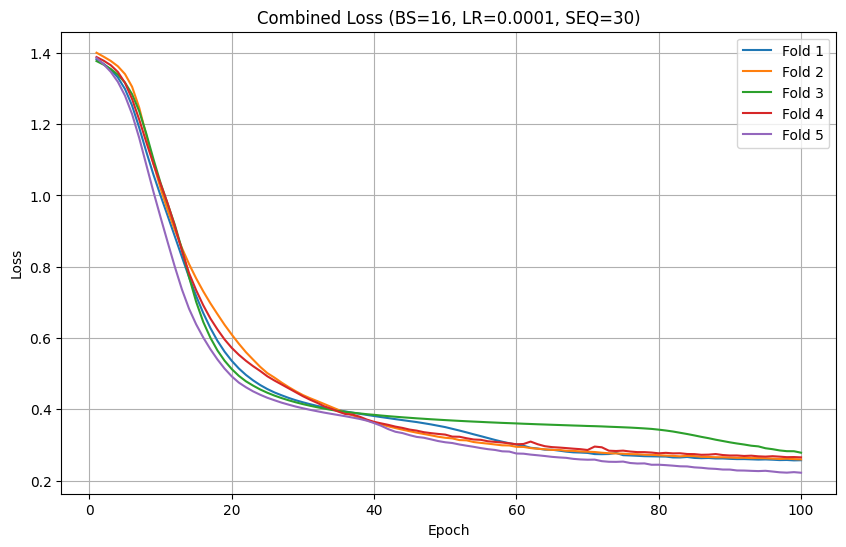 Combined Loss (BS=16, LR=0.0001, SEQ=30)
Loss
1.4
1.2
1.0
0.8
0.6
0.4
0.2
Fold 1
Fold 2
Fold 3
Fold 4
Fold 5
0 20 40 60 80 100
Epoch